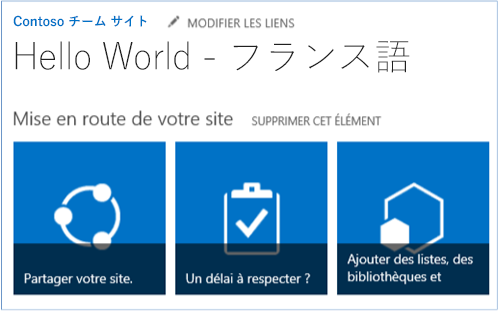 Contoso チーム サイト MODIFIER LES LIENS
Hello World - フランス語
Mise en route de votre site SUPPRIMER CET ÉLÉMENT
Partager votre site.
Un délai à respecter ?
Ajouter des listes, des
bibliothèques et